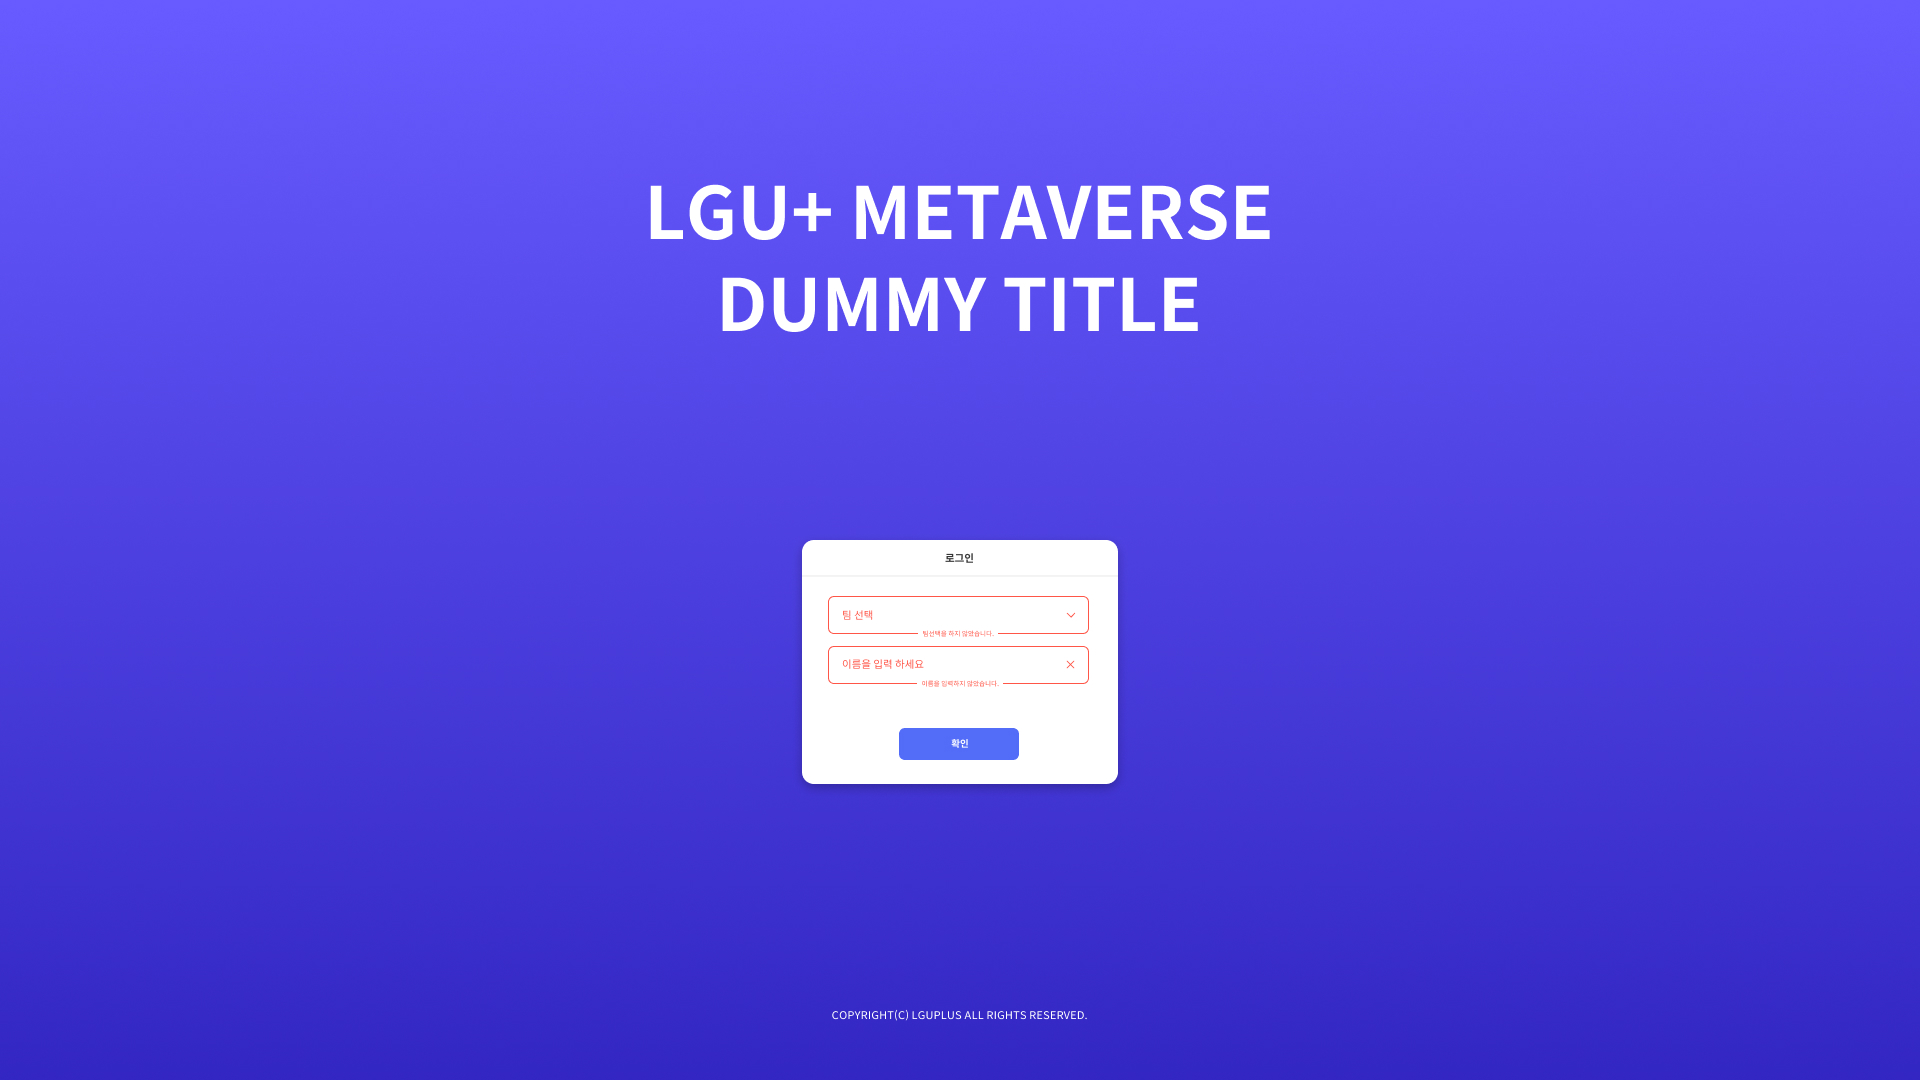 LGU+ METAVERSE
DUMMY TITLE
로그인
팀 선택
팀선택을 하지 않았습니다.
이름을 입력 하세요
이름을 입력하지 않았습니다.
확인
COPYRIGHT(C) LGUPLUS ALL RIGHTS RESERVED.